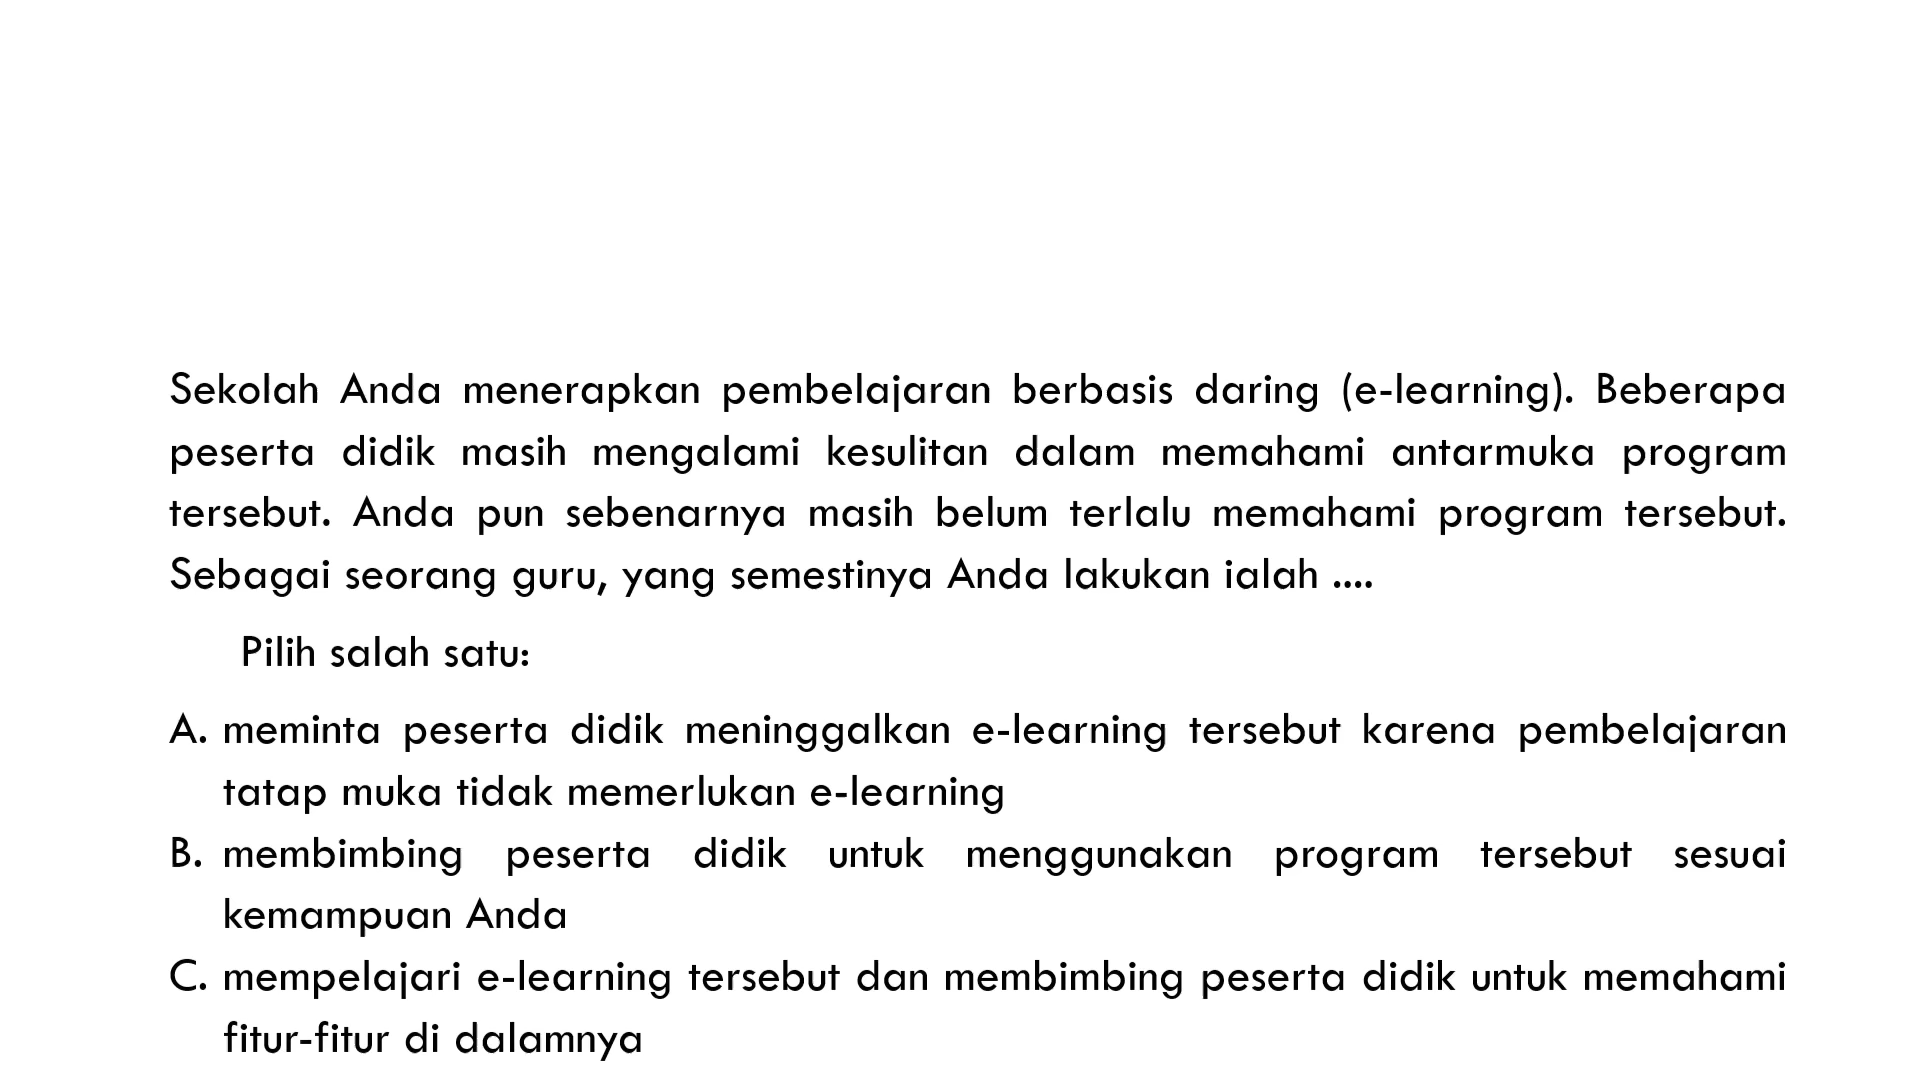 Sekolah Anda menerapkan pembelajaran berbasis daring (e-learning). Beberapa
peserta didik masih mengalami kesulitan dalam memahami antarmuka program
tersebut. Anda pun sebenarnya masih belum terlalu memahami program tersebut.
Sebagai seorang guru, yang semestinya Anda lakukan ialah ....
Pilih salah satu:
A. meminta peserta didik meninggalkan e-learning tersebut karena pembelajaran
tatap muka tidak memerlukan e-learning
B. membimbing peserta didik untuk menggunakan program tersebut sesuai
kemampuan Anda
C. mempelajari e-learning tersebut dan membimbing peserta didik untuk memahami
fitur-fitur di dalamnya